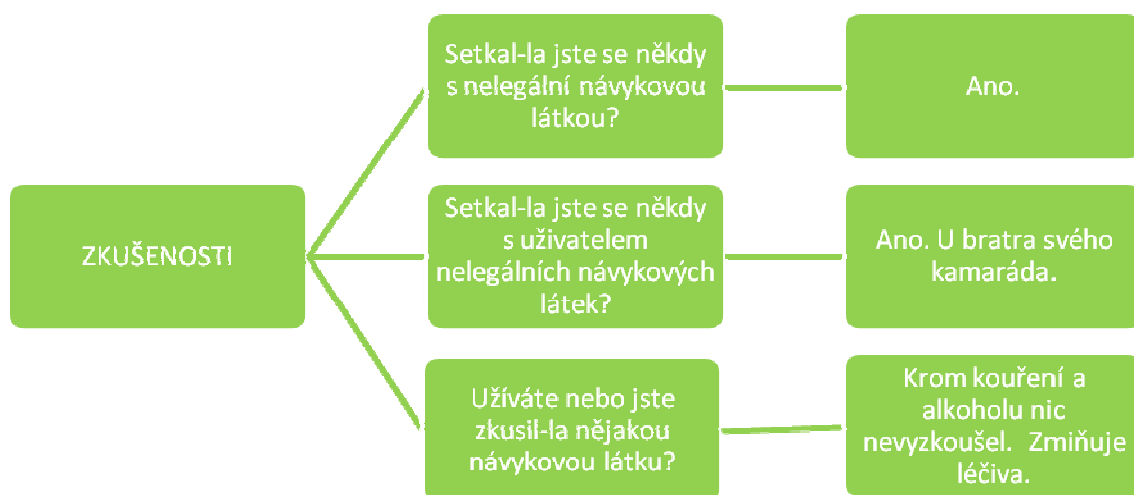 ZKUŠENOSTI
Setkal-la jste se někdy
s nelegální návykovou
látkou?
Ano.
Setkal-la jste se někdy
s uživatelem
nelegálních návykových
látek?
Ano. U bratra svého
kamaráda.
Užíváte nebo jste
zkusil-la nějakou
návykovou látku?
Krom kouření a
alkoholu nic
nevyzkoušel. Zmiňuje
léčiva.